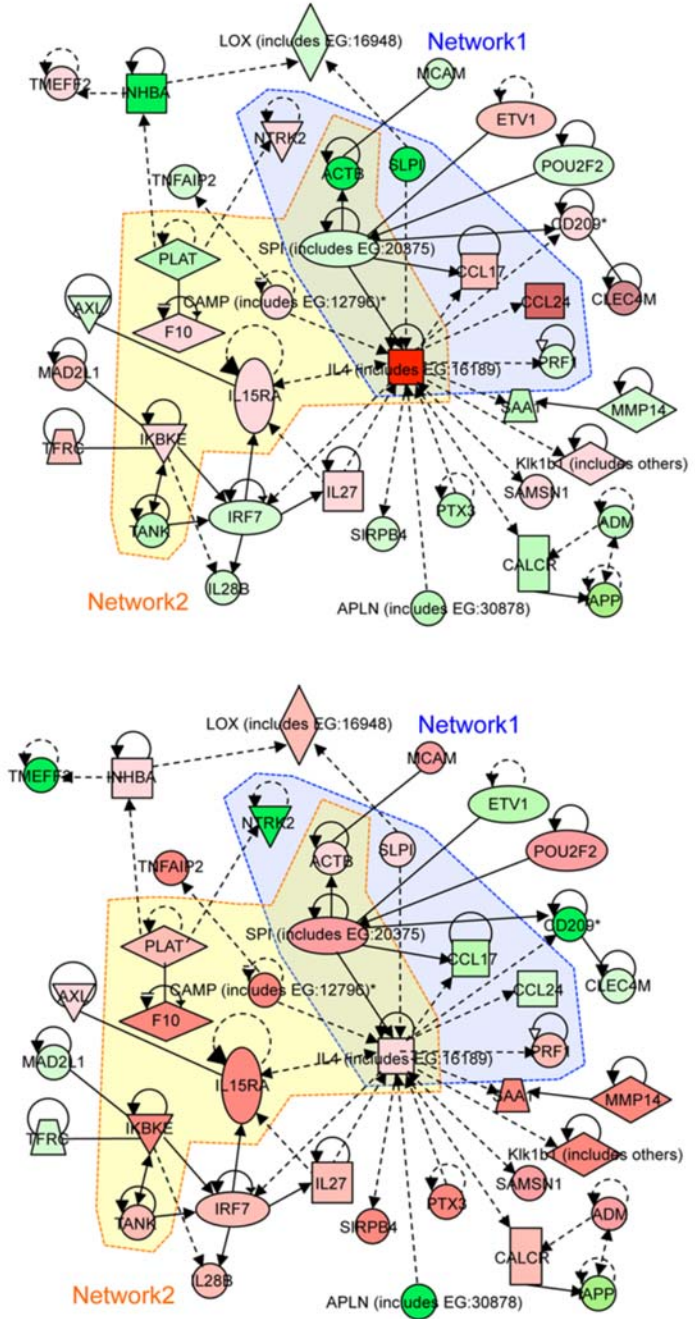 LOX (includes EG:16948)
Network1
TMEFF2
INHBA
MCAM
NTRK2
ETV1
ACTB
SLPI
TNFAIP2
POU2F2
CD209*
SPI (includes EG:20375)
PLAT
CCL17
CAMP (includes EG:12796)*
CCL24
CLEC4M
AXL
F10
IL4 (includes EG:16189)
PRF1
MAD2L1
IL15RA
SAA1
MMP14
TFRC
IKBKE
Klk1b1 (includes others)
IL27
SAMSN1
TANK
IRF7
SIRPB4
PTX3
ADM
CALCR
IL28B
Network2
APLN (includes EG:30878)
IAPP
LOX (includes EG:16948)
Network1
MCAM
TMEFF2
INHBA
NTRK2
ETV1
ACTB
SLPI
TNFAIP2
POU2F2
CD209*
SPI (includes EG:20375)
PLAT
CCL17
CAMP (includes EG:12796)*
CCL24
CLEC4M
AXL
F10
IL4 (includes EG:16189)
PRF1
MAD2L1
IL15RA
SAA1
MMP14
TFRC
IKBKE
Klk1b1 (includes others)
IL27
SAMSN1
TANK
IRF7
SIRPB4
PTX3
ADM
CALCR
IL28B
Network2
APLN (includes EG:30878)
IAPP